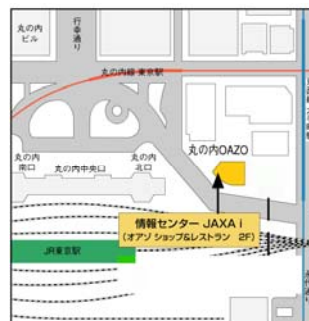 丸の内
ビル
行幸通り
丸の内線 東京駅
丸の内OAZO
丸の内
南口
丸の内中央口
丸の内
北口
情報センター JAXA i
(オアゾ ショップ&レストラン 2F)
JR東京駅